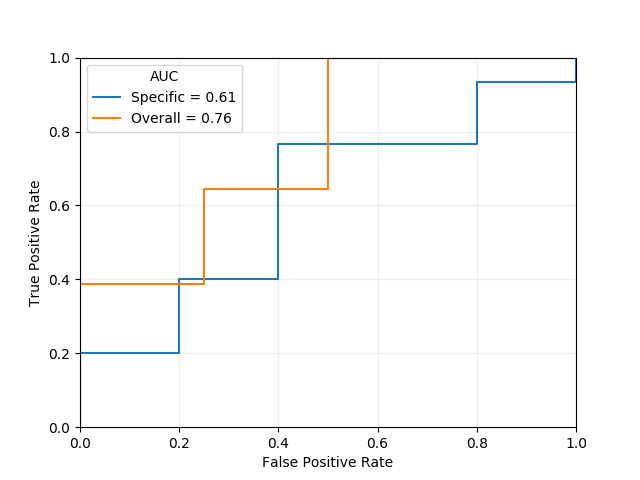 AUC
Specific = 0.61
Overall = 0.76
1.0
0.8
0.6
0.4
0.2
0.0
True Positive Rate
0.0 0.2 0.4 0.6 0.8 1.0
False Positive Rate